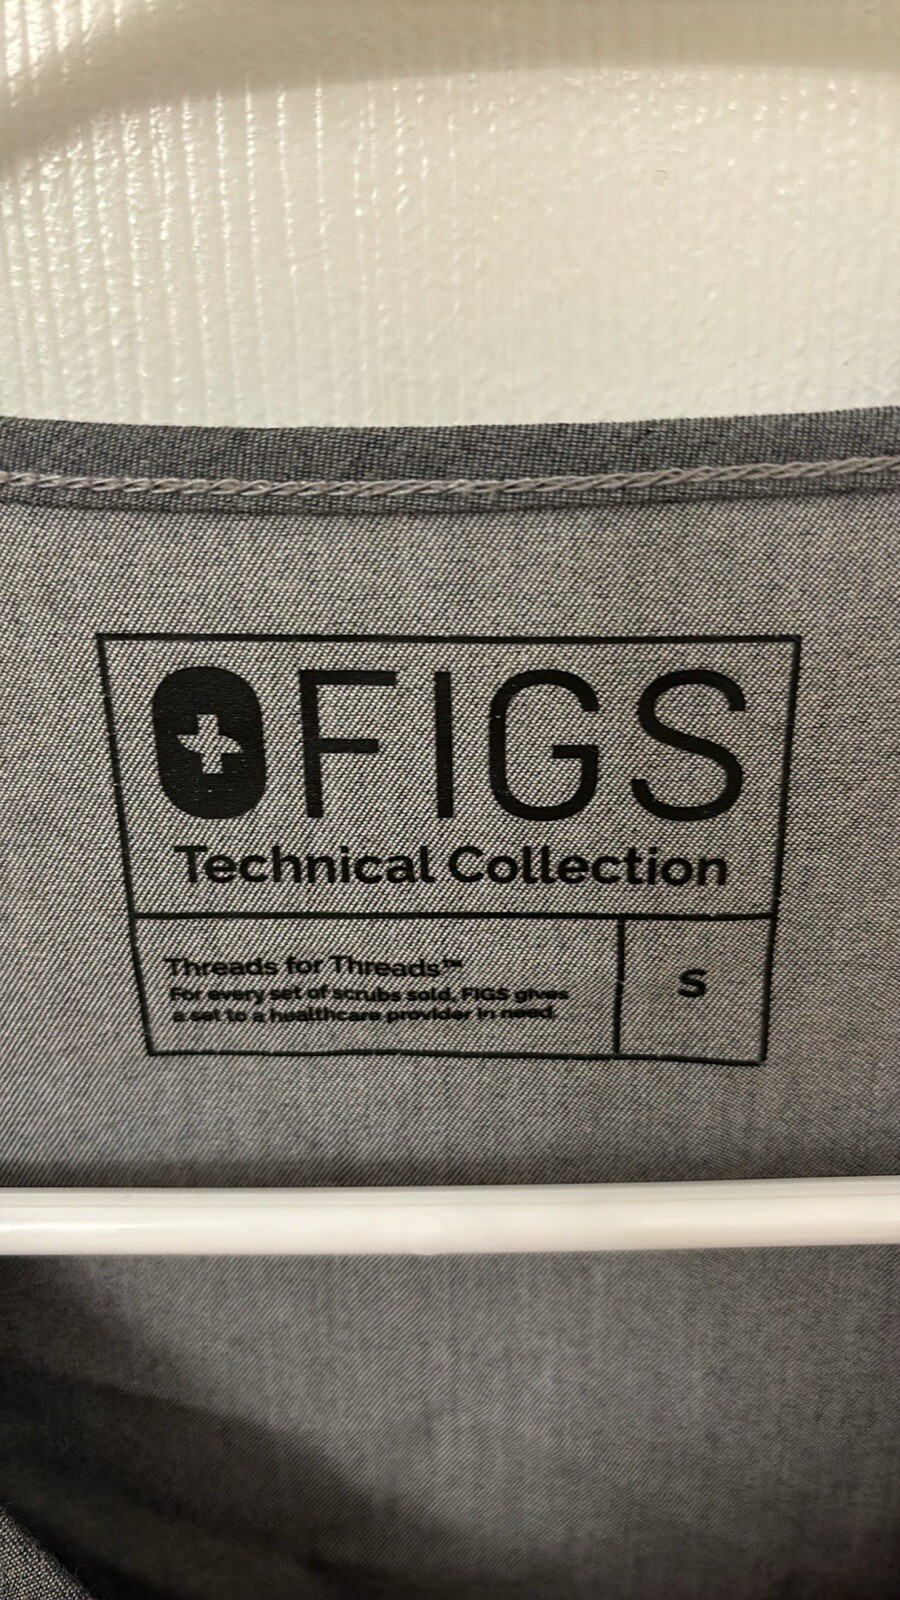 FIGS
Technical Collection
Threads for Threads™
For every set of scrubs sold, FIGS gives
a set to a healthcare provider in need.
S